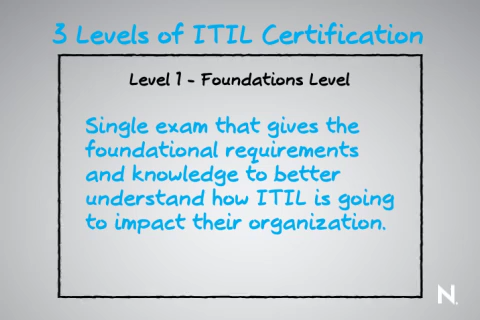 3 Levels of ITIL Certification
Level 1 - Foundations Level
Single exam that gives the
foundational requirements
and knowledge to better
understand how ITIL is going
to impact their organization.
N.